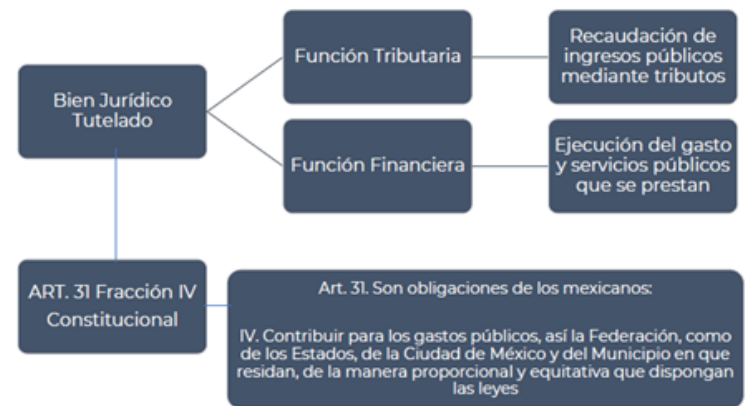 Bien Jurídico
Tutelado
Función Tributaria
Recaudación de
ingresos públicos
mediante tributos
Función Financiera
Ejecución del gasto
y servicios públicos
que se prestan
ART. 31 Fracción IV
Constitucional
Art. 31. Son obligaciones de los mexicanos:
IV. Contribuir para los gastos públicos, así la Federación, como
de los Estados, de la Ciudad de México y del Municipio en que
residan, de la manera proporcional y equitativa que dispongan
las leyes